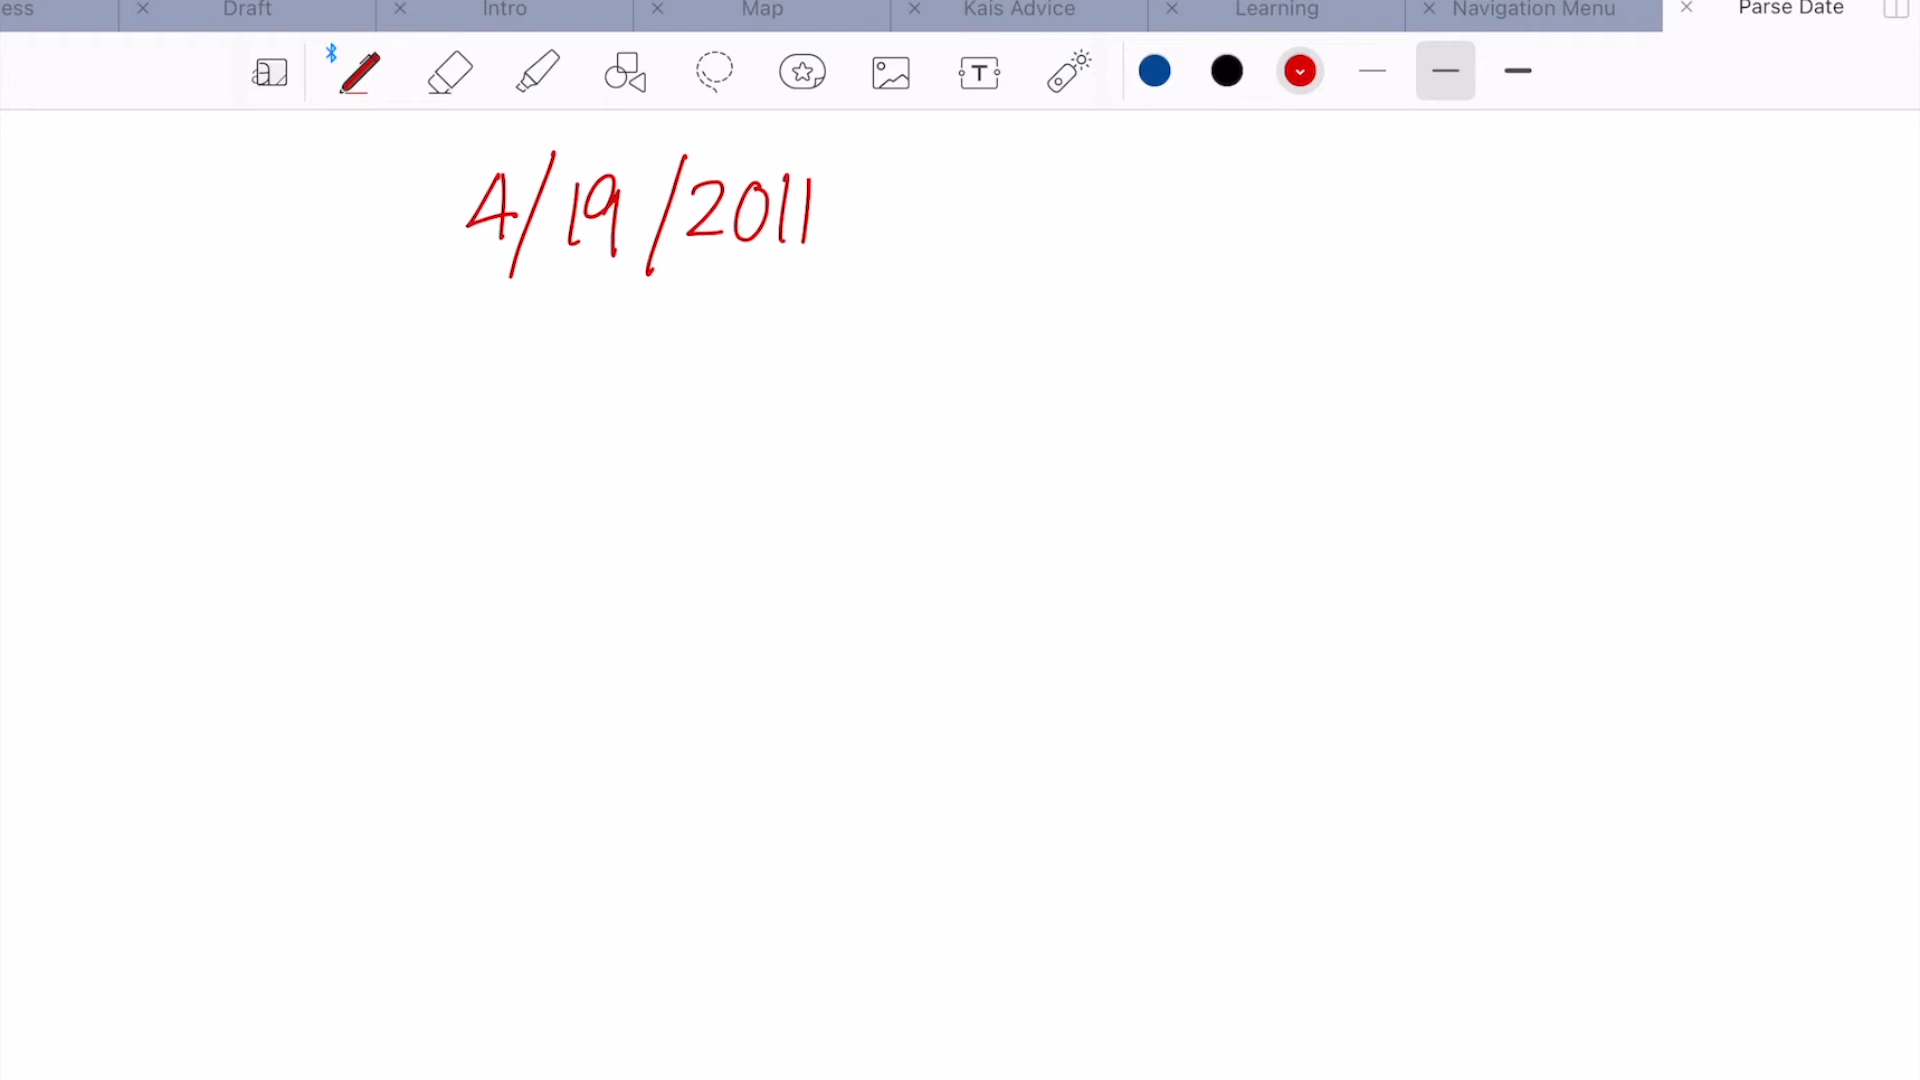 ess Draft Intro Map Kais Advice Learning Navigation Menu Parse Date
T
4/19/2011